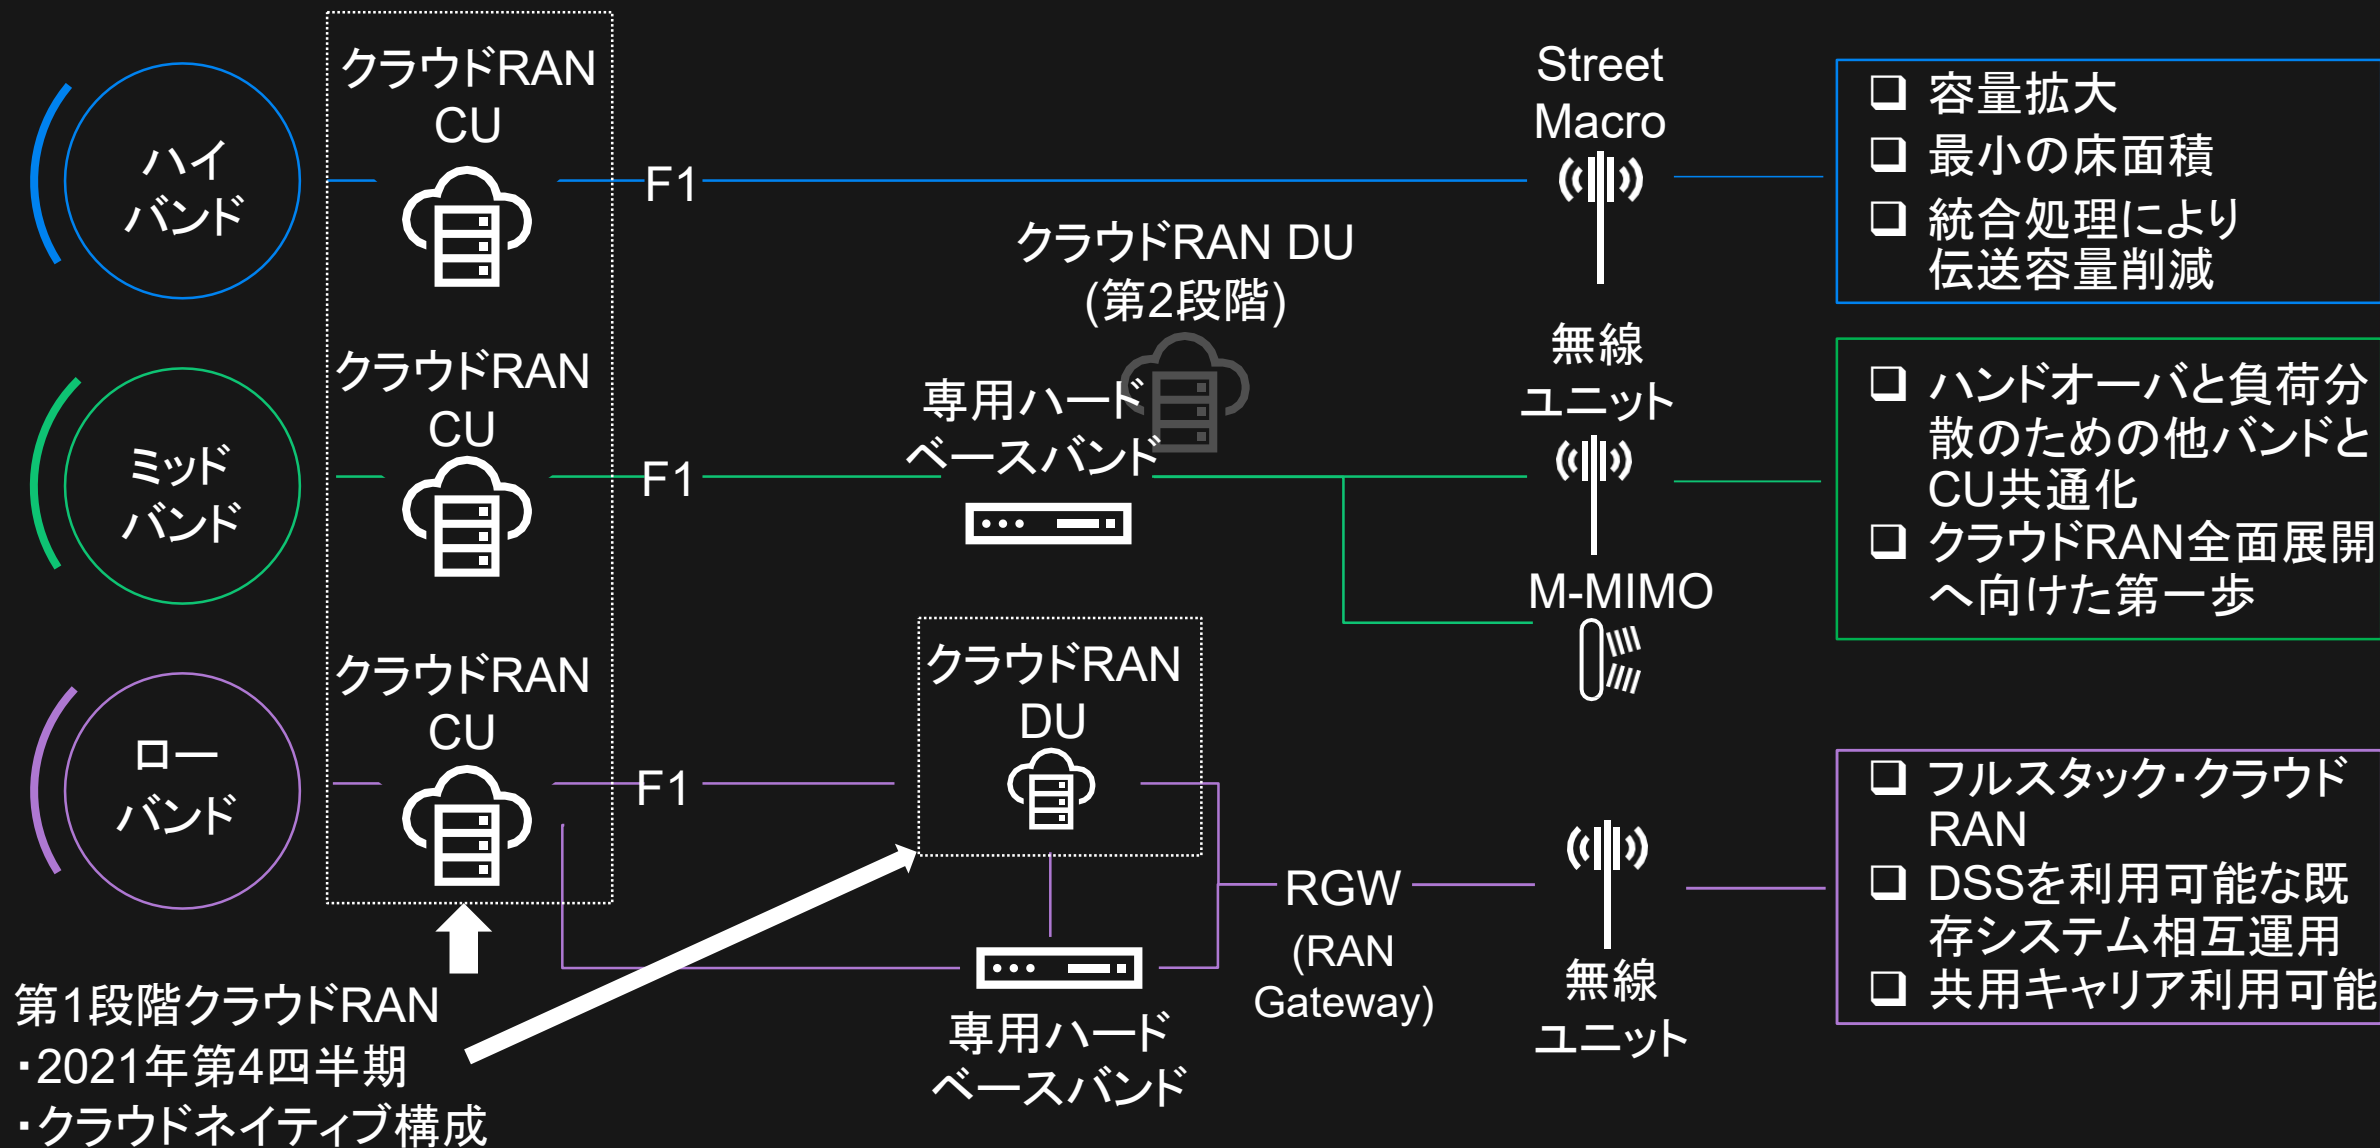 ハイ
バンド
クラウドRAN
CU
F1
Street
Macro
❑ 容量拡大
❑ 最小の床面積
❑ 統合処理により
伝送容量削減
クラウドRAN DU
(第2段階)
ミッド
バンド
クラウドRAN
CU
F1
専用ハード
ベースバンド
無線
ユニット
M-MIMO
❑ ハンドオーバと負荷分
散のための他バンドと
CU共通化
❑ クラウドRAN全面展開
へ向けた第一歩
ロー
バンド
クラウドRAN
CU
F1
クラウドRAN
DU
専用ハード
ベースバンド
RGW
(RAN
Gateway)
無線
ユニット
❑ フルスタック・クラウド
RAN
❑ DSSを利用可能な既
存システム相互運用
❑ 共用キャリア利用可能
第1段階クラウドRAN
・2021年第4四半期
・クラウドネイティブ構成